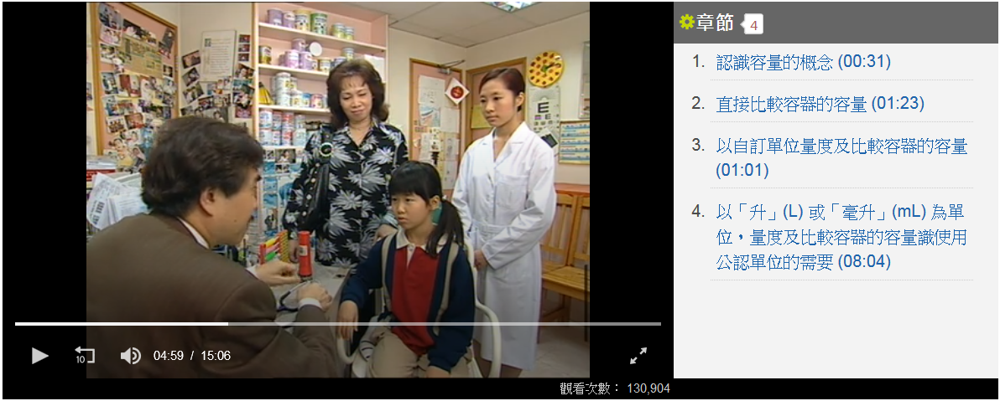 章節 4
1. 認識容量的概念 (00:31)
2. 直接比較容器的容量 (01:23)
3. 以自訂單位量度及比較容器的容量
(01:01)
4. 以「升」(L) 或「毫升」(mL) 為單
位，量度及比較容器的容量識使用
公認單位的需要 (08:04)
E
10
04:59 / 15:06
觀看次數： 130,904